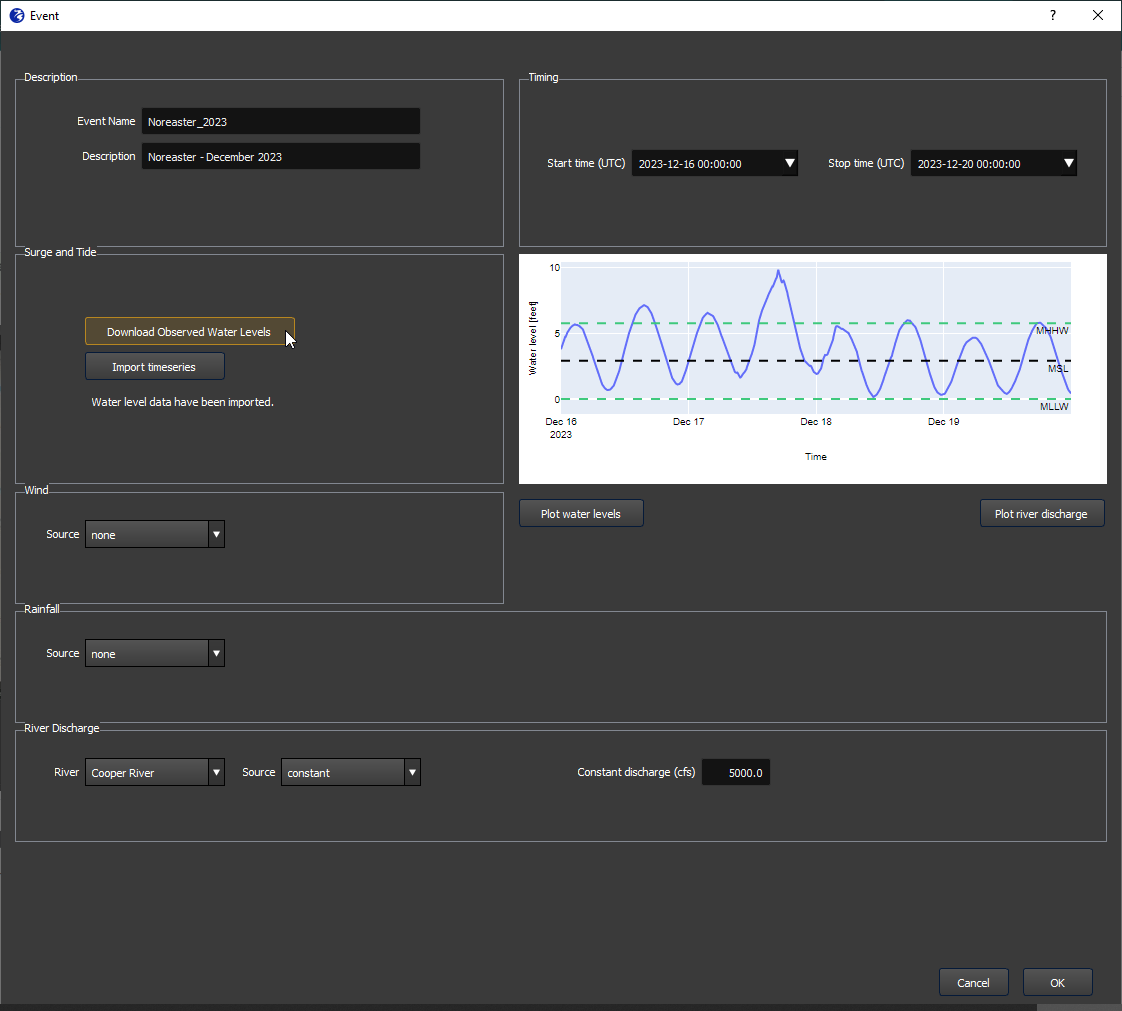 Event
?
Description
Event Name Noreaster_2023
Description Noreaster - December 2023
Timing
Start time (UTC) 2023-12-16 00:00:00 Stop time (UTC) 2023-12-20 00:00:00
Surge and Tide
Download Observed Water Levels
Import timeseries
Water level data have been imported.
Water level [feet]
10
5
0
MHHW
MSL
MLLW
Dec 16 Dec 17 Dec 18 Dec 19
2023
Time
Plot water levels Plot river discharge
Wind
Source none
Rainfall
Source none
River Discharge
River Cooper River Source constant Constant discharge (cfs) 5000.0
Cancel OK